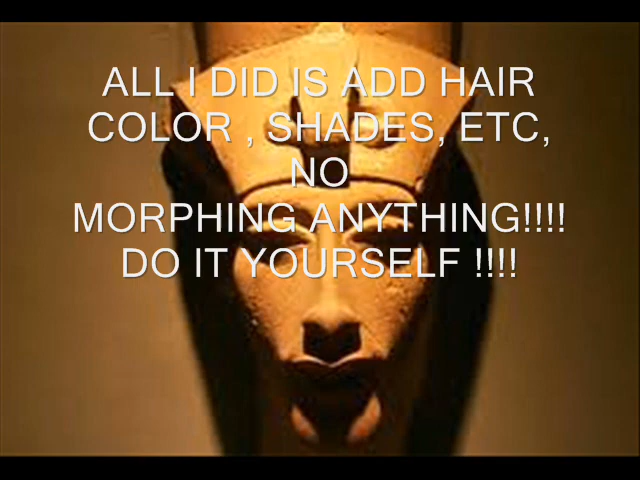 ALL I DID IS ADD HAIR
COLOR , SHADES, ETC,
NO
MORPHING ANYTHING!!!!
DO IT YOURSELF !!!!